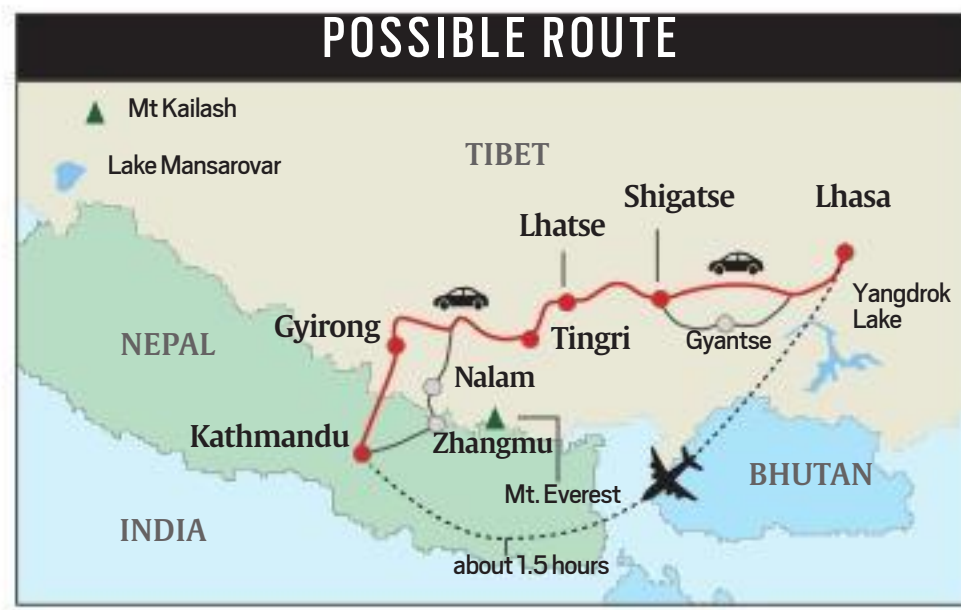 POSSIBLE ROUTE
Mt Kailash
Lake Mansarovar
TIBET
Shigatse
Lhasa
Lhatse
Yangdrok
Lake
Gyirong
Tingri
Gyantse
NEPAL
Nalam
Kathmandu
Zhangmu
Mt. Everest
BHUTAN
INDIA
about 1.5 hours